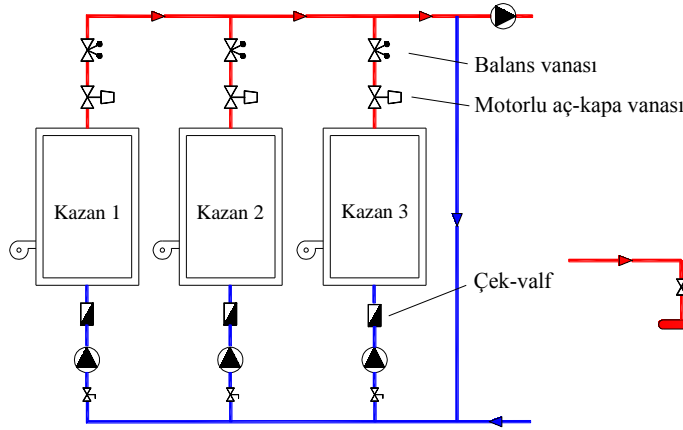 Balans vanası
Motorlu aç-kapa vanası
Kazan 1
Kazan 2
Kazan 3
Çek-valf